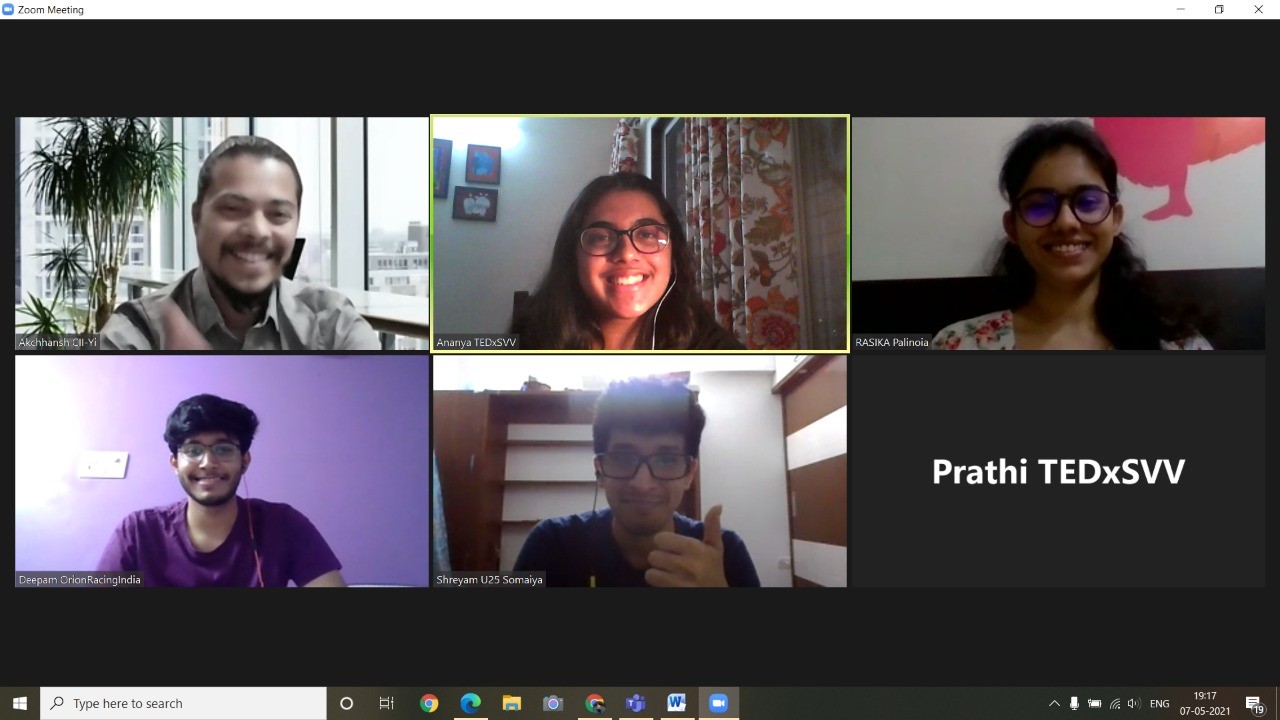 Zoom Meeting
Akchhansh CII-Yi
Ananya TEDxSVV
RASIKA Palinoia
Deepam OrionRacingIndia
Shreyam U25 Somaiya
Prathi TEDxSVV
Type here to search
ENG
19:17
07-05-2021
19